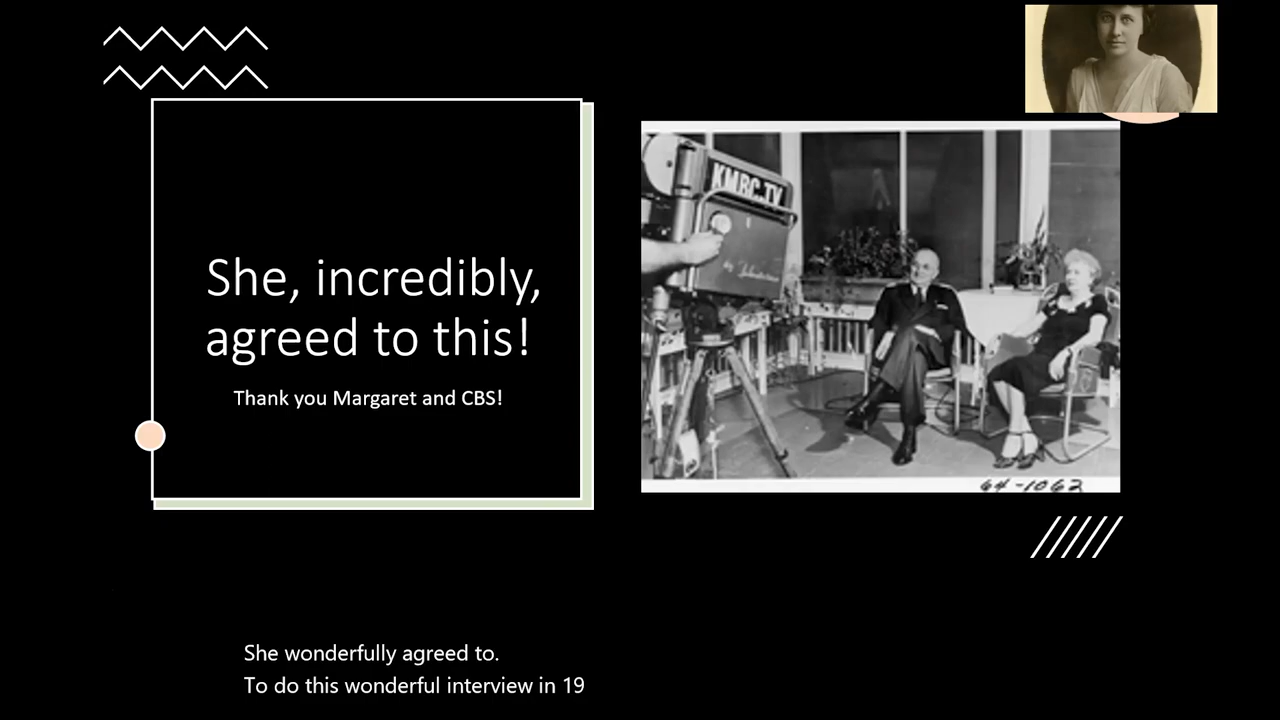 She, incredibly,
agreed to this!
Thank you Margaret and CBS!
KMBC-TV
64-1062
She wonderfully agreed to.
To do this wonderful interview in 19